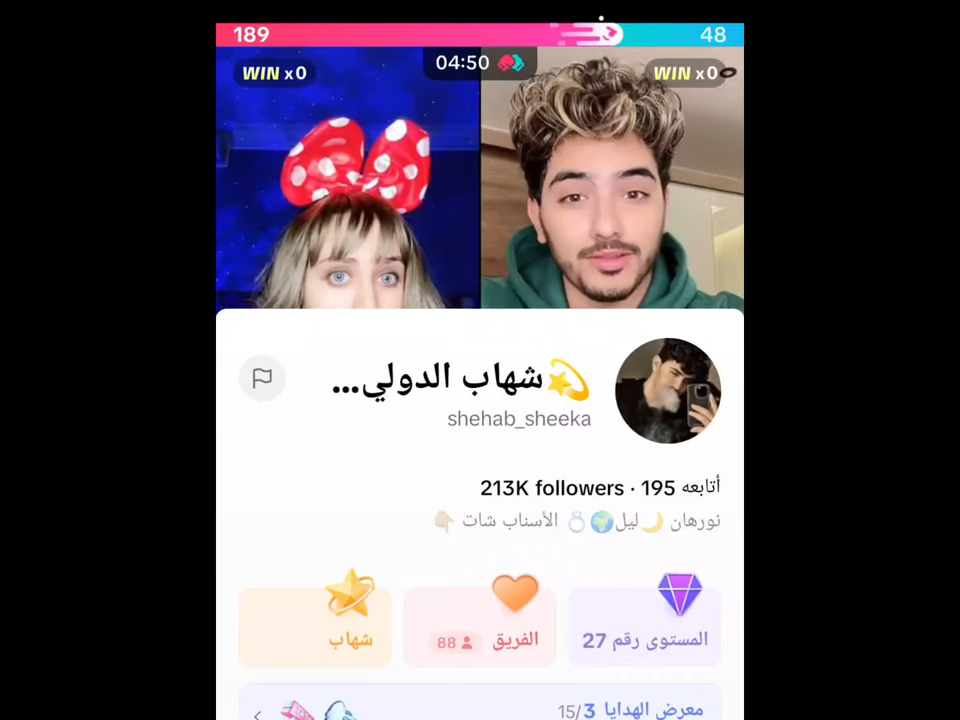 189
48
WIN x0
04:50
WIN x0
شهاب الدولي...
shehab_sheeka
213K followers · 195 أتابعه
نورهان🌙ليل🌍💍 الأسناب شات 👇🏼
المستوى رقم 27
الفريق 88
شهاب
معرض الهدايا 3/15